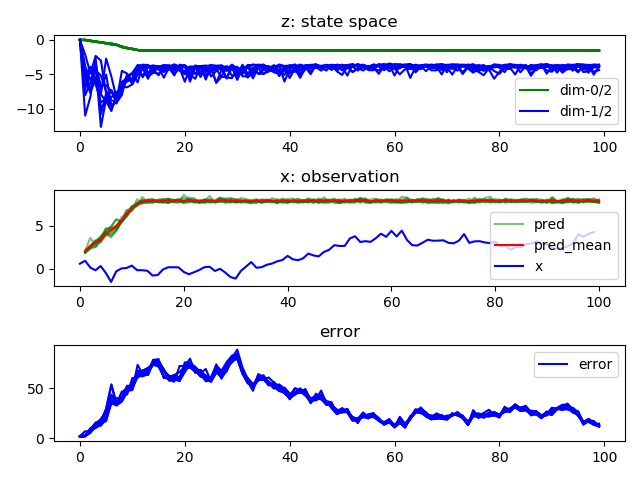 z: state space
0
−5
−10
dim-0/2
dim-1/2
0 20 40 60 80 100
x: observation
5
0
pred
pred_mean
x
0 20 40 60 80 100
error
50
0
error
0 20 40 60 80 100